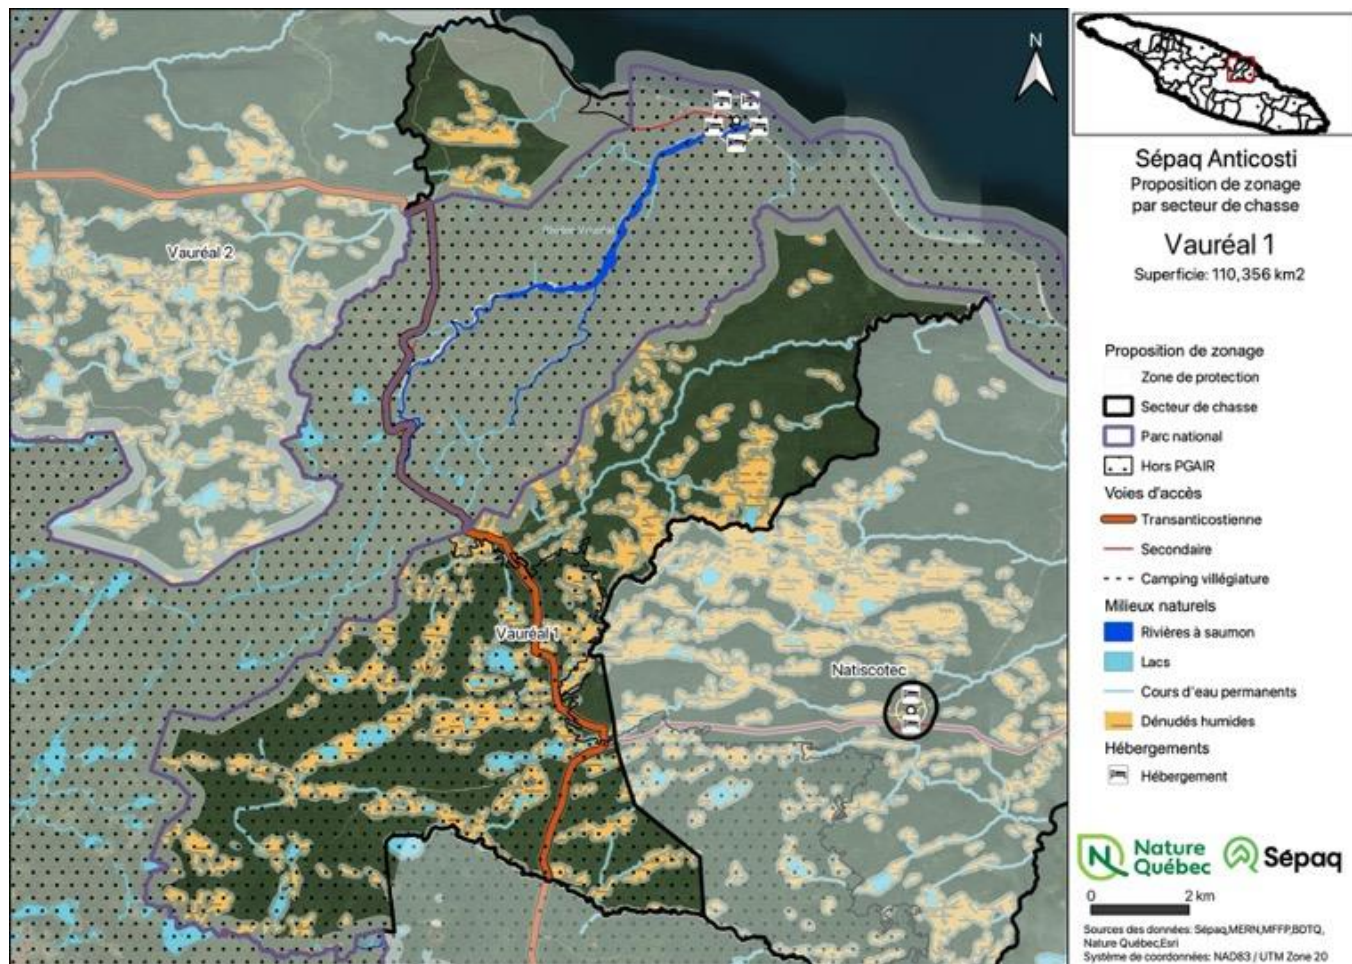 N
Vauréal 2
Vauréal 1
Natiscotec
Sépaq Anticosti
Proposition de zonage
par secteur de chasse
Vauréal 1
Superficie: 110,356 km2
Proposition de zonage
Zone de protection
Secteur de chasse
Parc national
Hors PGAIR
Voies d'accès
Transanticostienne
Secondaire
Camping villégiature
Milieux naturels
Rivières à saumon
Lacs
Cours d'eau permanents
Dénudés humides
Hébergements
Hébergement
Nature
Québec
Sépaq
0 2 km
Sources des données: Sépaq,MERN,MFFP,BDTQ,
Nature Québec,Esri
Système de coordonnées: NAD83 / UTM Zone 20